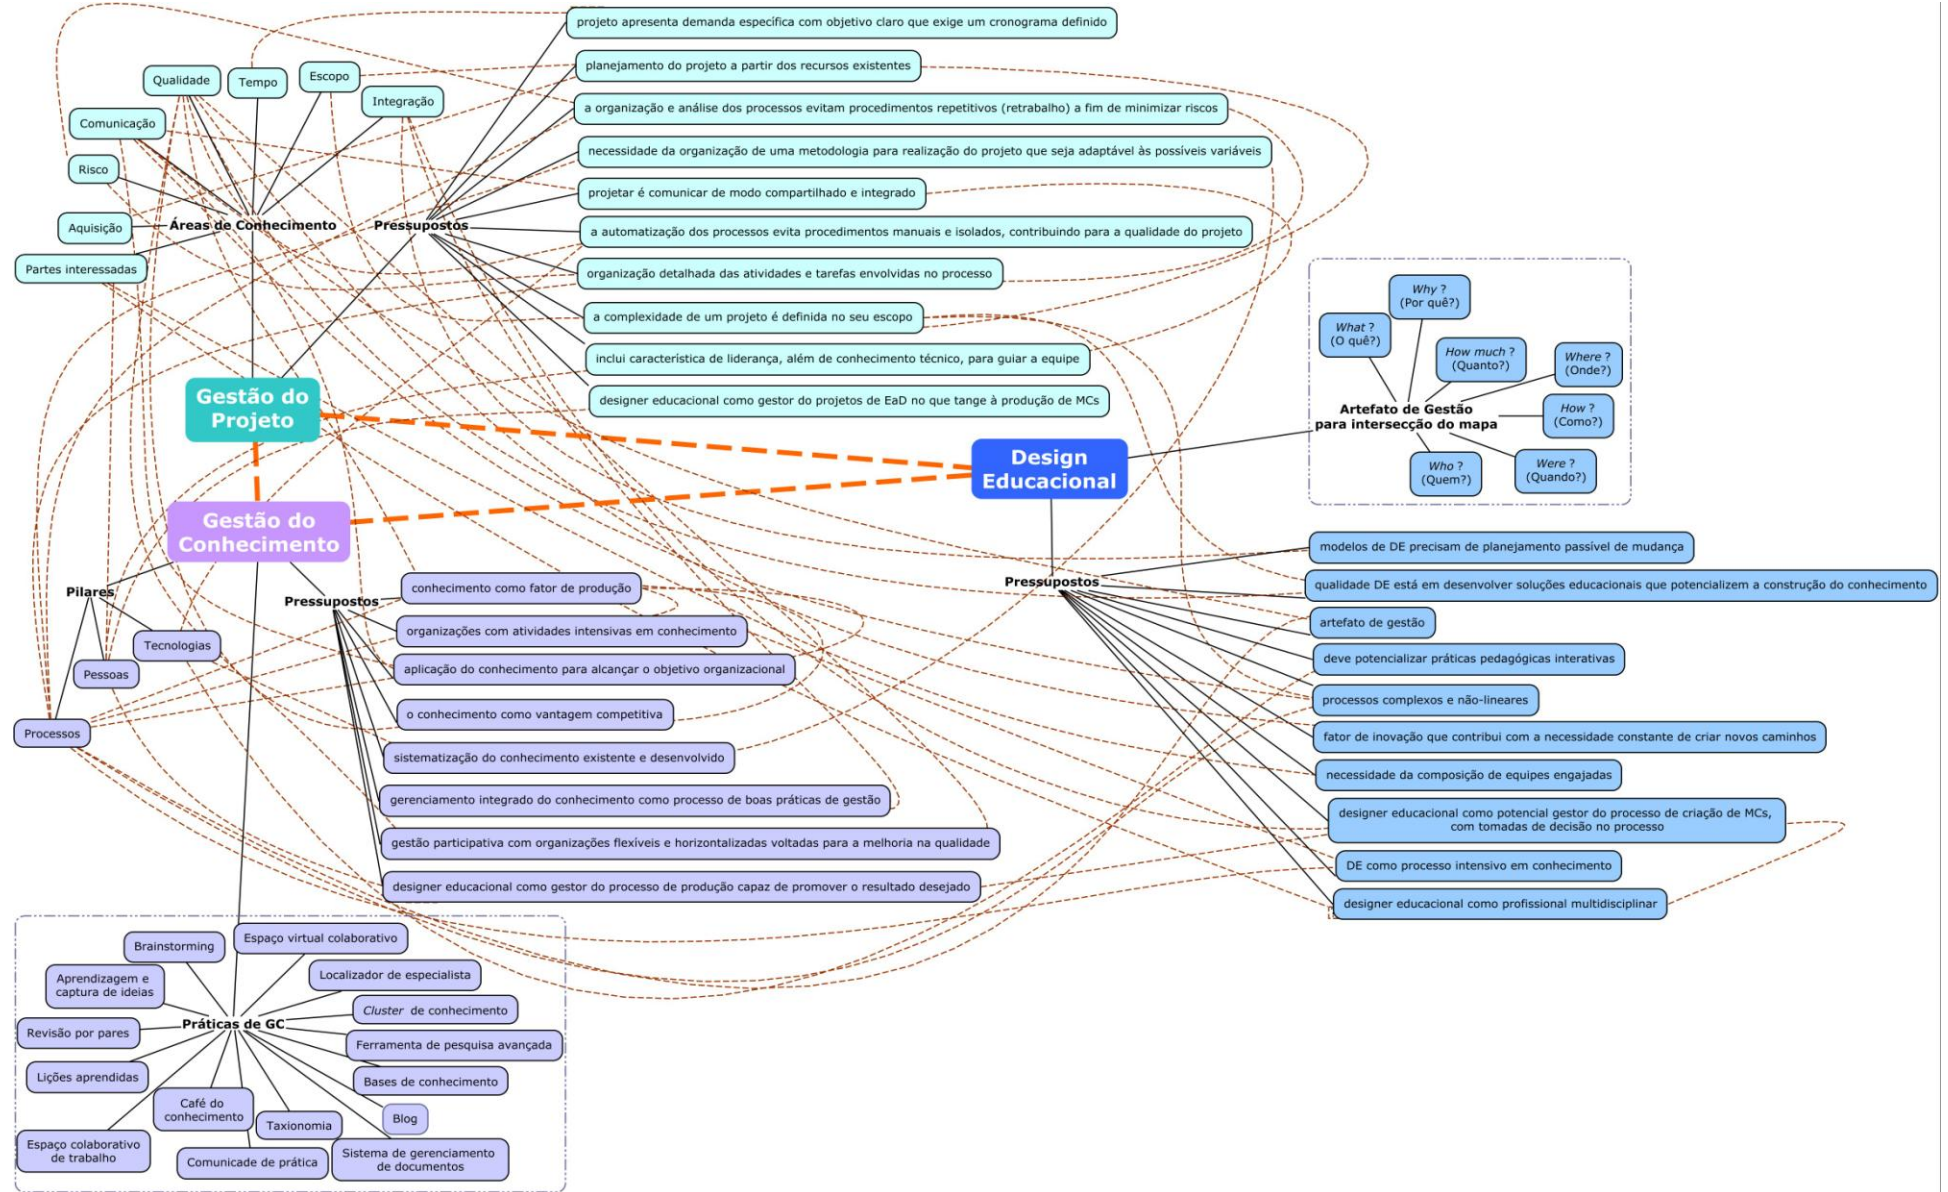 projeto apresenta demanda específica com objetivo claro que exige um cronograma definido
planejamento do projeto a partir dos recursos existentes
a organização e análise dos processos evitam procedimentos repetitivos (retrabalho) a fim de minimizar riscos
necessidade da organização de uma metodologia para realização do projeto que seja adaptável às possíveis variáveis
projetar é comunicar de modo compartilhado e integrado
a automatização dos processos evita procedimentos manuais e isolados, contribuindo para a qualidade do projeto
organização detalhada das atividades e tarefas envolvidas no processo
a complexidade de um projeto é definida no seu escopo
inclui característica de liderança, além de conhecimento técnico, para guiar a equipe
designer educacional como gestor do projetos de EaD no que tange à produção de MCs
Qualidade
Tempo
Escopo
Integração
Comunicação
Risco
Aquisição
Partes interessadas
Áreas de Conhecimento
Pressupostos
Gestão do
Projeto
Gestão do
Conhecimento
Design
Educacional
Why ?
(Por quê?)
What ?
(O quê?)
How much ?
(Quanto?)
Where ?
(Onde?)
Artefato de Gestão
para intersecção do mapa
How ?
(Como?)
Who ?
(Quem?)
Were ?
(Quando?)
Pressupostos
modelos de DE precisam de planejamento passível de mudança
qualidade DE está em desenvolver soluções educacionais que potencializem a construção do conhecimento
artefato de gestão
deve potencializar práticas pedagógicas interativas
processos complexos e não-lineares
fator de inovação que contribui com a necessidade constante de criar novos caminhos
necessidade da composição de equipes engajadas
designer educacional como potencial gestor do processo de criação de MCs,
com tomadas de decisão no processo
DE como processo intensivo em conhecimento
designer educacional como profissional multidisciplinar
Pilares
Tecnologias
Pessoas
Processos
Pressupostos
conhecimento como fator de produção
organizações com atividades intensivas em conhecimento
aplicação do conhecimento para alcançar o objetivo organizacional
o conhecimento como vantagem competitiva
sistematização do conhecimento existente e desenvolvido
gerenciamento integrado do conhecimento como processo de boas práticas de gestão
gestão participativa com organizações flexíveis e horizontalizadas voltadas para a melhoria na qualidade
designer educacional como gestor do processo de produção capaz de promover o resultado desejado
Brainstorming
Espaço virtual colaborativo
Aprendizagem e
captura de ideias
Localizador de especialista
Cluster de conhecimento
Práticas de GC
Revisão por pares
Ferramenta de pesquisa avançada
Lições aprendidas
Bases de conhecimento
Café do
conhecimento
Blog
Taxionomia
Espaço colaborativo
de trabalho
Comunicade de prática
Sistema de gerenciamento
de documentos